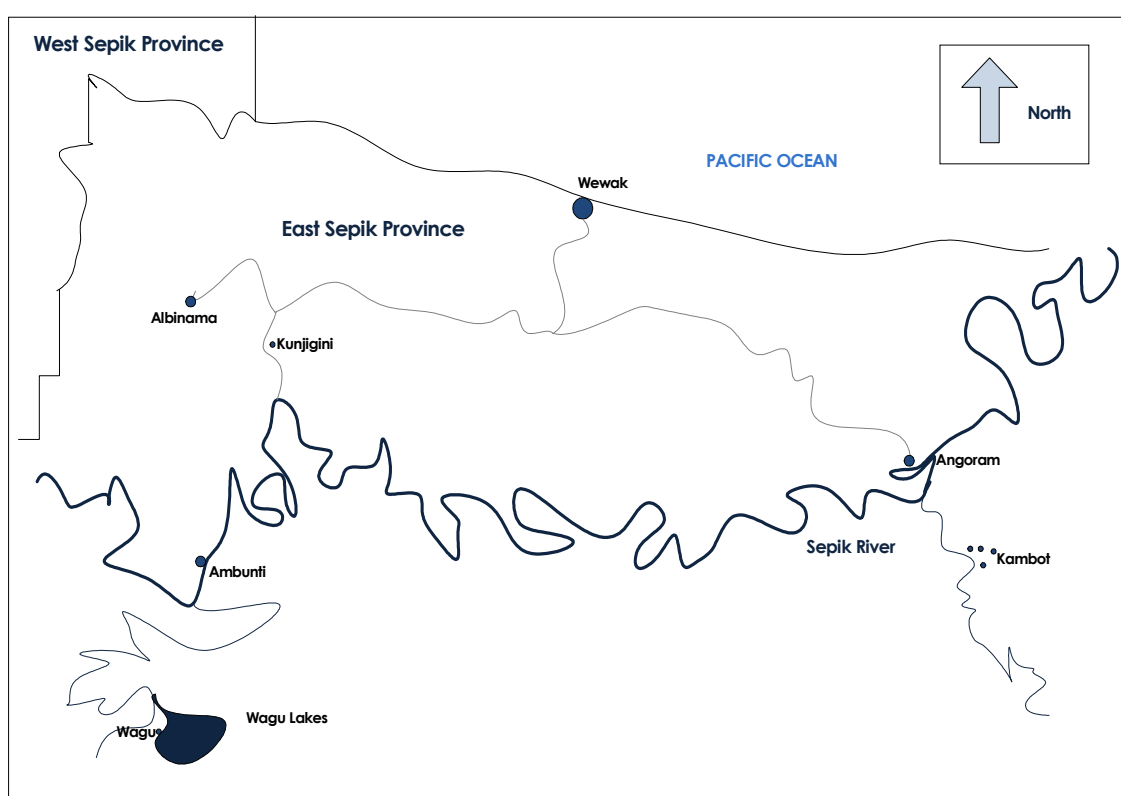 West Sepik Province
North
PACIFIC OCEAN
Wewak
East Sepik Province
Albinama
Kunjigini
Angoram
Sepik River
Kambot
Ambunti
Wagu Lakes
Wagu